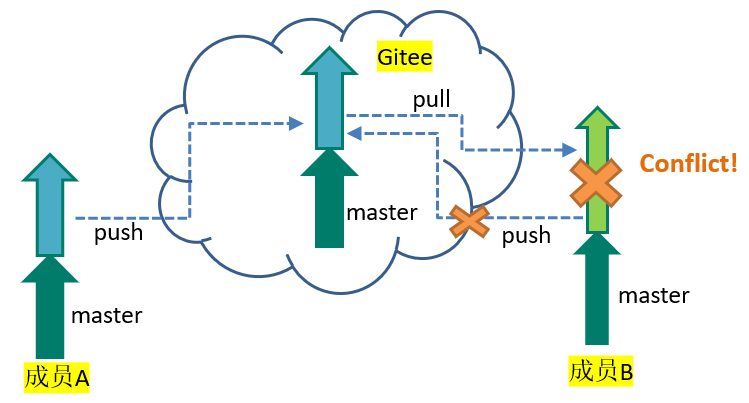 Gitee
pull
Conflict!
master
push
push
master
master
成员A
成员B